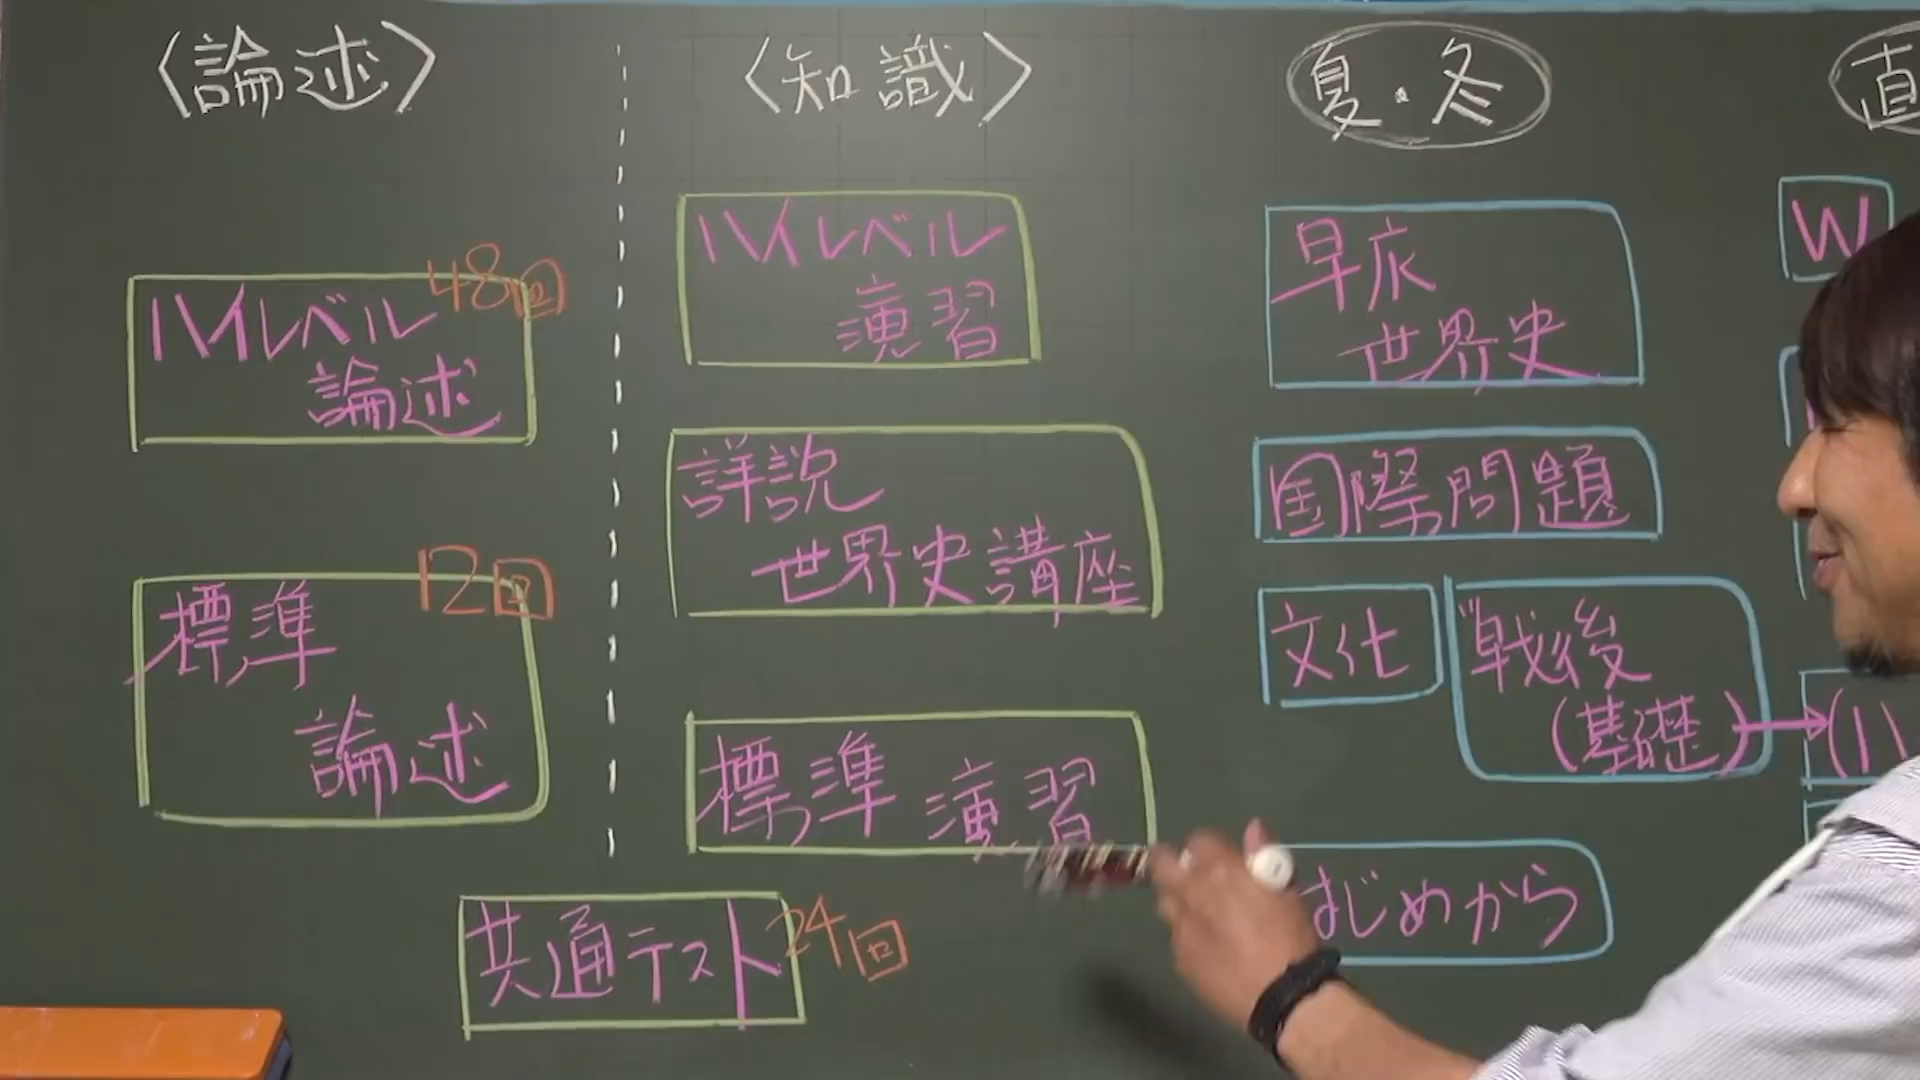 〈論述〉
ハイレベル
論述
48回
標準
論述
12回
〈知識〉
ハイレベル
演習
詳説
世界史講座
標準演習
共通テスト
24回
夏・冬
早
世界史
国際問題
文化
戦後
(基礎)
はじめから
直
W